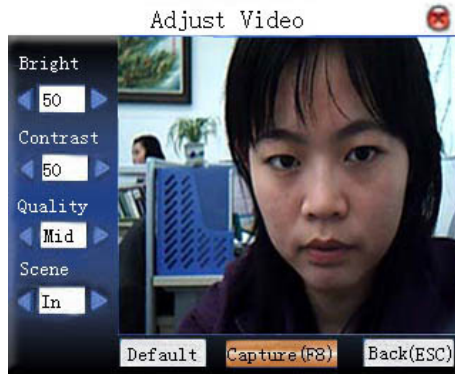 Adjust Video
Bright
50
Contrast
50
Quality
Mid
Scene
In
Default
Capture(F8)
Back(ESC)